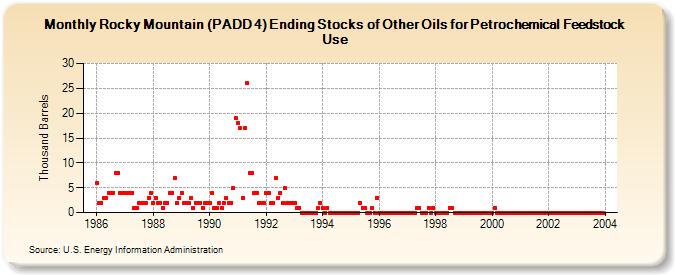 Monthly Rocky Mountain (PADD 4) Ending Stocks of Other Oils for Petrochemical Feedstock
Use
Thousand Barrels
30
25
20
15
10
5
0
1986 1988 1990 1992 1994 1996 1998 2000 2002 2004
Source: U.S. Energy Information Administration